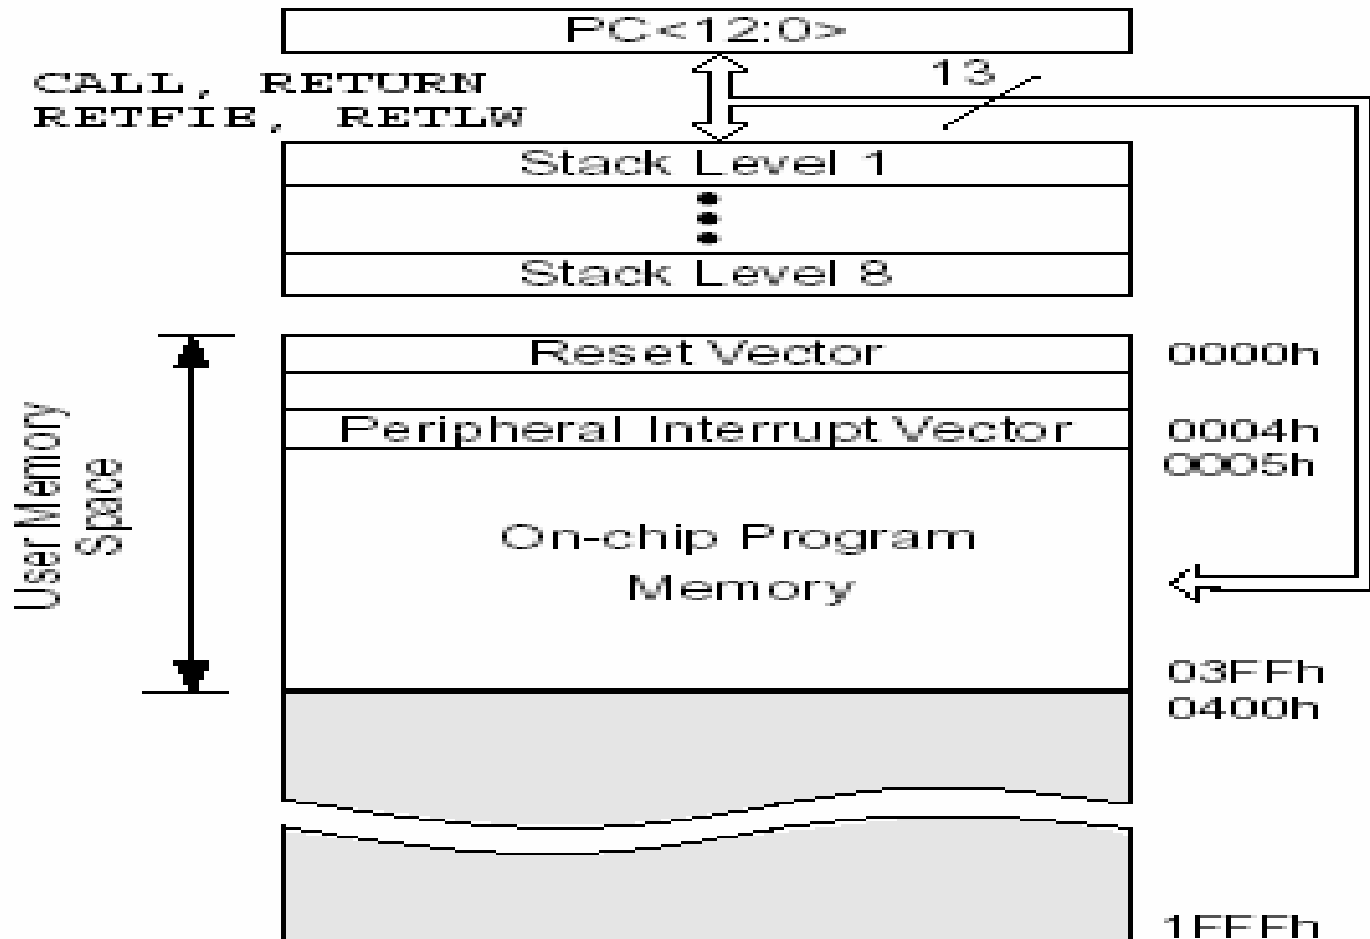 PC<12:0>
CALL, RETURN
RETFIE, RETLW
13
Stack Level 1
Stack Level 8
Reset Vector
0000h
Peripheral Interrupt Vector
0004h
0005h
User Memory
Space
On-chip Program
Memory
03FFh
0400h
1FFFh